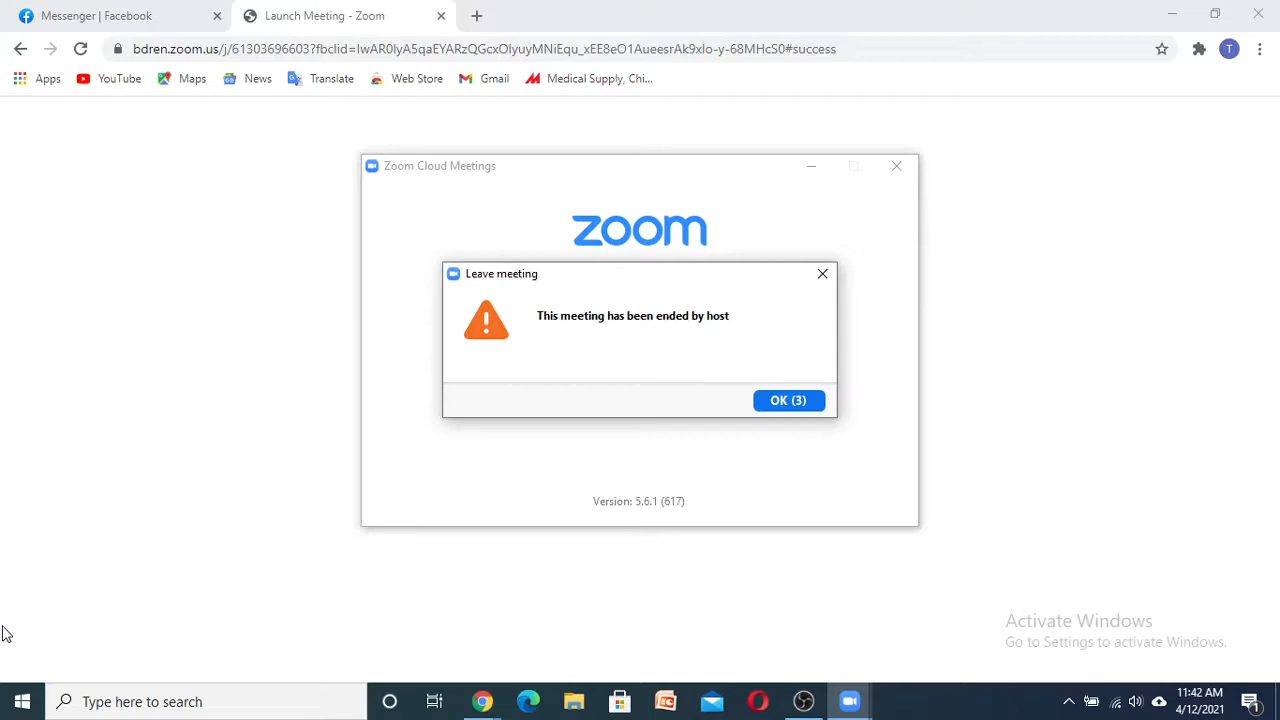 Messenger | Facebook
Launch Meeting - Zoom
bdren.zoom.us/j/61303696603?fbclid=IwAR0lyA5qaEYARzQGcxOlyuyMNiEqu_xEE8eO1AueesrAk9xIo-y-68MHcS0#success
T
Apps
YouTube
Maps
News
Translate
Web Store
Gmail
Medical Supply, Chi...
Zoom Cloud Meetings
zoom
Leave meeting
This meeting has been ended by host
OK (3)
Version: 5.6.1 (617)
Activate Windows
Go to Settings to activate Windows.
Type here to search
11:42 AM
4/12/2021
1